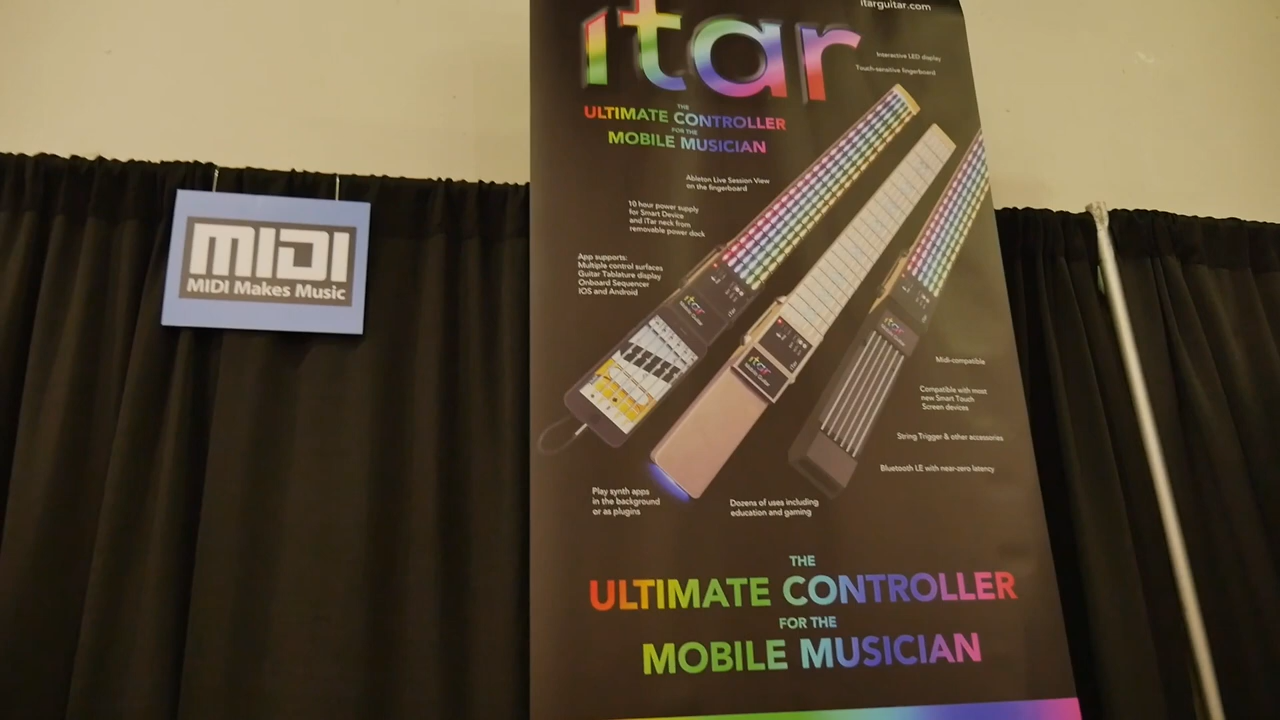 itarguitar.com
itar
Interactive LED display
Touch-sensitive fingerboard
THE
ULTIMATE CONTROLLER
FOR THE
MOBILE MUSICIAN
Ableton Live Session View
on the fingerboard
10 hour power supply
for Smart Device
and iTar neck from
removable power dock
App supports:
Multiple control surfaces
Guitar Tablature display
Onboard Sequencer
IOS and Android
MIDI
MIDI Makes Music
itar
itar
itar
Midi-compatible
Compatible with most
new Smart Touch
Screen devices
String Trigger & other accessories
Bluetooth LE with near-zero latency
Play synth apps
in the background
or as plugins
Dozens of uses including
education and gaming
THE
ULTIMATE CONTROLLER
FOR THE
MOBILE MUSICIAN